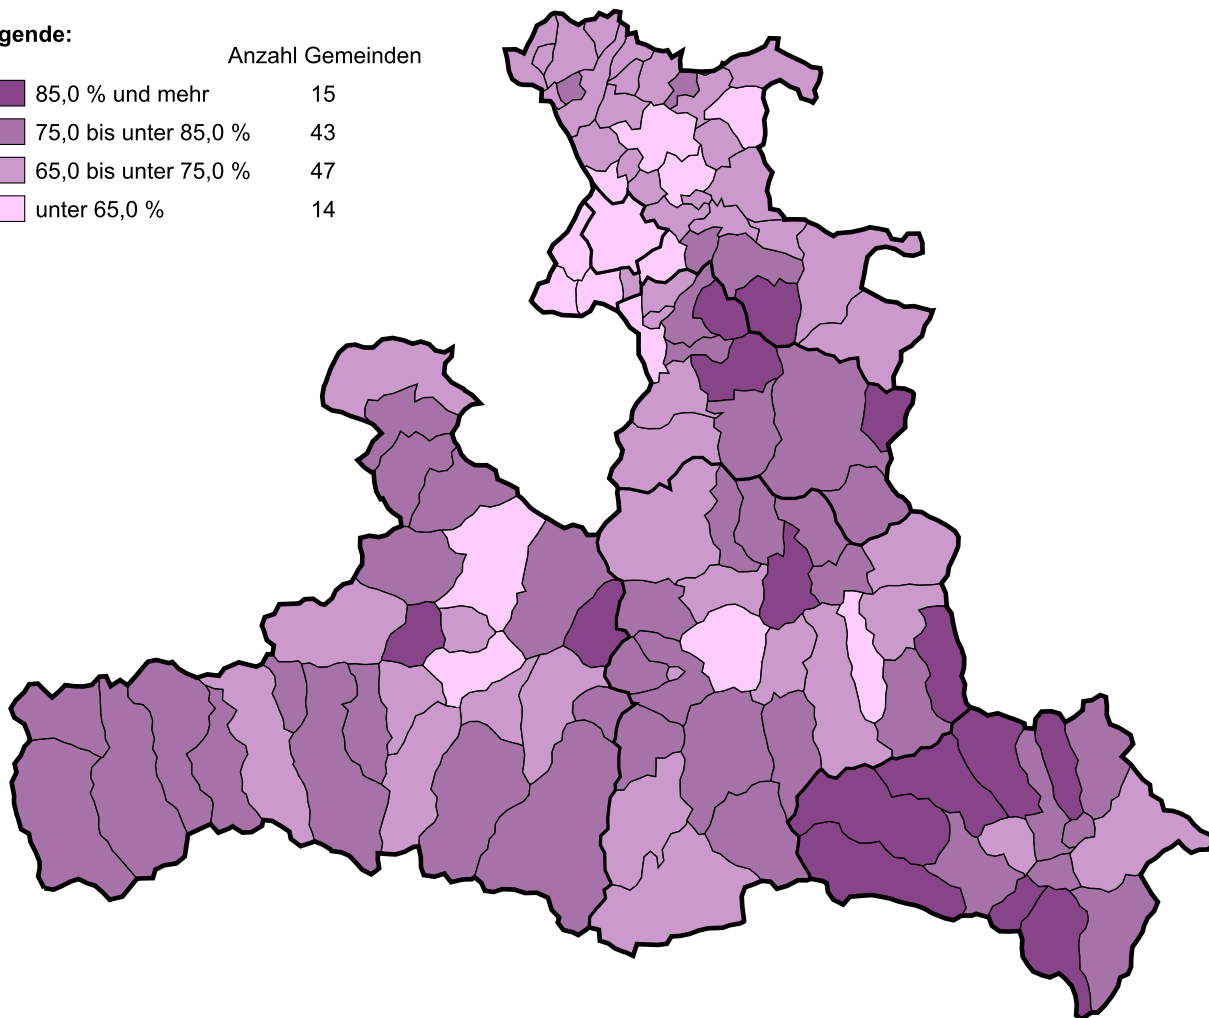 gende:
Anzahl Gemeinden
85,0 % und mehr 15
75,0 bis unter 85,0 % 43
65,0 bis unter 75,0 % 47
unter 65,0 % 14